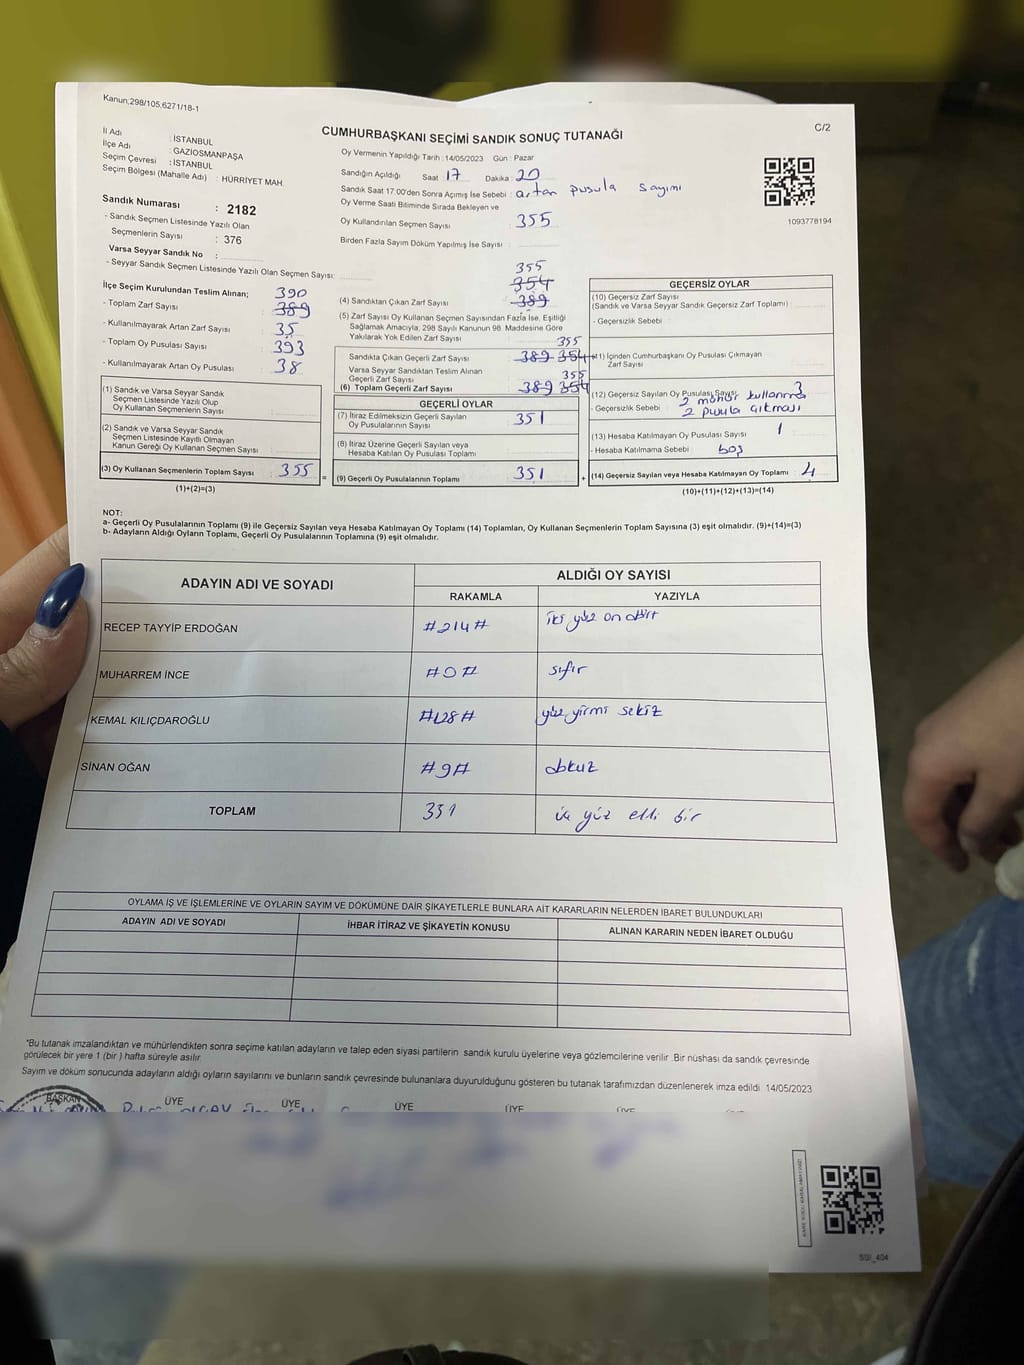 Kanun;298/105,6271/18-1
C/2
CUMHURBAŞKANI SEÇİMİ SANDIK SONUÇ TUTANAĞI
İl Adı : İSTANBUL
İlçe Adı : GAZİOSMANPAŞA
Seçim Çevresi : İSTANBUL
Seçim Bölgesi (Mahalle Adı) : HÜRRİYET MAH.
Oy Vermenin Yapıldığı Tarih :14/05/2023 Gün : Pazar
Sandığın Açıldığı Saat 17 Dakika : 20
Sandık Saat 17:00'den Sonra Açımış İse Sebebi : artan pusula sayımı
Oy Verme Saati Bitiminde Sırada Bekleyen ve
Oy Kullandırılan Seçmen Sayısı : 355
Birden Fazla Sayım Döküm Yapılmış İse Sayısı :
1093778194
Sandık Numarası : 2182
- Sandık Seçmen Listesinde Yazılı Olan
Seçmenlerin Sayısı : 376
Varsa Seyyar Sandık No :
- Seyyar Sandık Seçmen Listesinde Yazılı Olan Seçmen Sayısı:
İlçe Seçim Kurulundan Teslim Alınan;
- Toplam Zarf Sayısı : 390 389
- Kullanılmayarak Artan Zarf Sayısı : 35
- Toplam Oy Pusulası Sayısı : 393
- Kullanılmayarak Artan Oy Pusulası : 38
(1) Sandık ve Varsa Seyyar Sandık
Seçmen Listesinde Yazılı Olup
Oy Kullanan Seçmenlerin Sayısı :
(2) Sandık ve Varsa Seyyar Sandık
Seçmen Listesinde Kayıtlı Olmayan
Kanun Gereği Oy Kullanan Seçmen Sayısı :
(3) Oy Kullanan Seçmenlerin Toplam Sayısı : 355
(1)+(2)=(3)
355
354
(4) Sandıktan Çıkan Zarf Sayısı : 389
(5) Zarf Sayısı Oy Kullanan Seçmen Sayısından Fazla İse, Eşitliği
Sağlamak Amacıyla, 298 Sayılı Kanunun 98. Maddesine Göre
Yakılarak Yok Edilen Zarf Sayısı :
355
Sandıkta Çıkan Geçerli Zarf Sayısı : 389 354
Varsa Seyyar Sandıktan Teslim Alınan
Geçerli Zarf Sayısı : 355
(6) Toplam Geçerli Zarf Sayısı : 389 354
GEÇERLİ OYLAR
(7) İtiraz Edilmeksizin Geçerli Sayılan
Oy Pusulalarının Sayısı : 351
(8) İtiraz Üzerine Geçerli Sayılan veya
Hesaba Katılan Oy Pusulası Toplamı :
= (9) Geçerli Oy Pusulalarının Toplamı : 351 +
GEÇERSİZ OYLAR
(10) Geçersiz Zarf Sayısı
(Sandık ve Varsa Seyyar Sandık Geçersiz Zarf Toplamı) :
- Geçersizlik Sebebi :
(11) İçinden Cumhurbaşkanı Oy Pusulası Çıkmayan
Zarf Sayısı :
(12) Geçersiz Sayılan Oy Pusulası Sayısı : 3
- Geçersizlik Sebebi : 2 mühür kullanma
2 pusula çıkması
(13) Hesaba Katılmayan Oy Pusulası Sayısı : 1
- Hesaba Katılmama Sebebi : boş
(14) Geçersiz Sayılan veya Hesaba Katılmayan Oy Toplamı : 4
(10)+(11)+(12)+(13)=(14)
NOT:
a- Geçerli Oy Pusulalarının Toplamı (9) ile Geçersiz Sayılan veya Hesaba Katılmayan Oy Toplamı (14) Toplamları, Oy Kullanan Seçmenlerin Toplam Sayısına (3) eşit olmalıdır. (9)+(14)=(3)
b- Adayların Aldığı Oyların Toplamı, Geçerli Oy Pusulalarının Toplamına (9) eşit olmalıdır.
ADAYIN ADI VE SOYADI
ALDIĞI OY SAYISI
RAKAMLA YAZIYLA
RECEP TAYYİP ERDOĞAN #214# iki yüz on dört
MUHARREM İNCE #0# sıfır
KEMAL KILIÇDAROĞLU #128# yüz yirmi sekiz
SİNAN OĞAN #9# dokuz
TOPLAM 351 üç yüz elli bir
OYLAMA İŞ VE İŞLEMLERİNE VE OYLARIN SAYIM VE DÖKÜMÜNE DAİR ŞİKAYETLERLE BUNLARA AİT KARARLARIN NELERDEN İBARET BULUNDUKLARI
ADAYIN ADI VE SOYADI İHBAR İTİRAZ VE ŞİKAYETİN KONUSU ALINAN KARARIN NEDEN İBARET OLDUĞU
*Bu tutanak imzalandıktan ve mühürlendikten sonra seçime katılan adayların ve talep eden siyasi partilerin sandık kurulu üyelerine veya gözlemcilerine verilir .Bir nüshası da sandık çevresinde
görülecek bir yere 1 (bir ) hafta süreyle asılır.
Sayım ve döküm sonucunda adayların aldığı oyların sayılarını ve bunların sandık çevresinde bulunanlara duyurulduğunu gösteren bu tutanak tarafımızdan düzenlenerek imza edildi 14/05/2023
BAŞKAN ÜYE ÜYE ÜYE ÜYE ÜYE